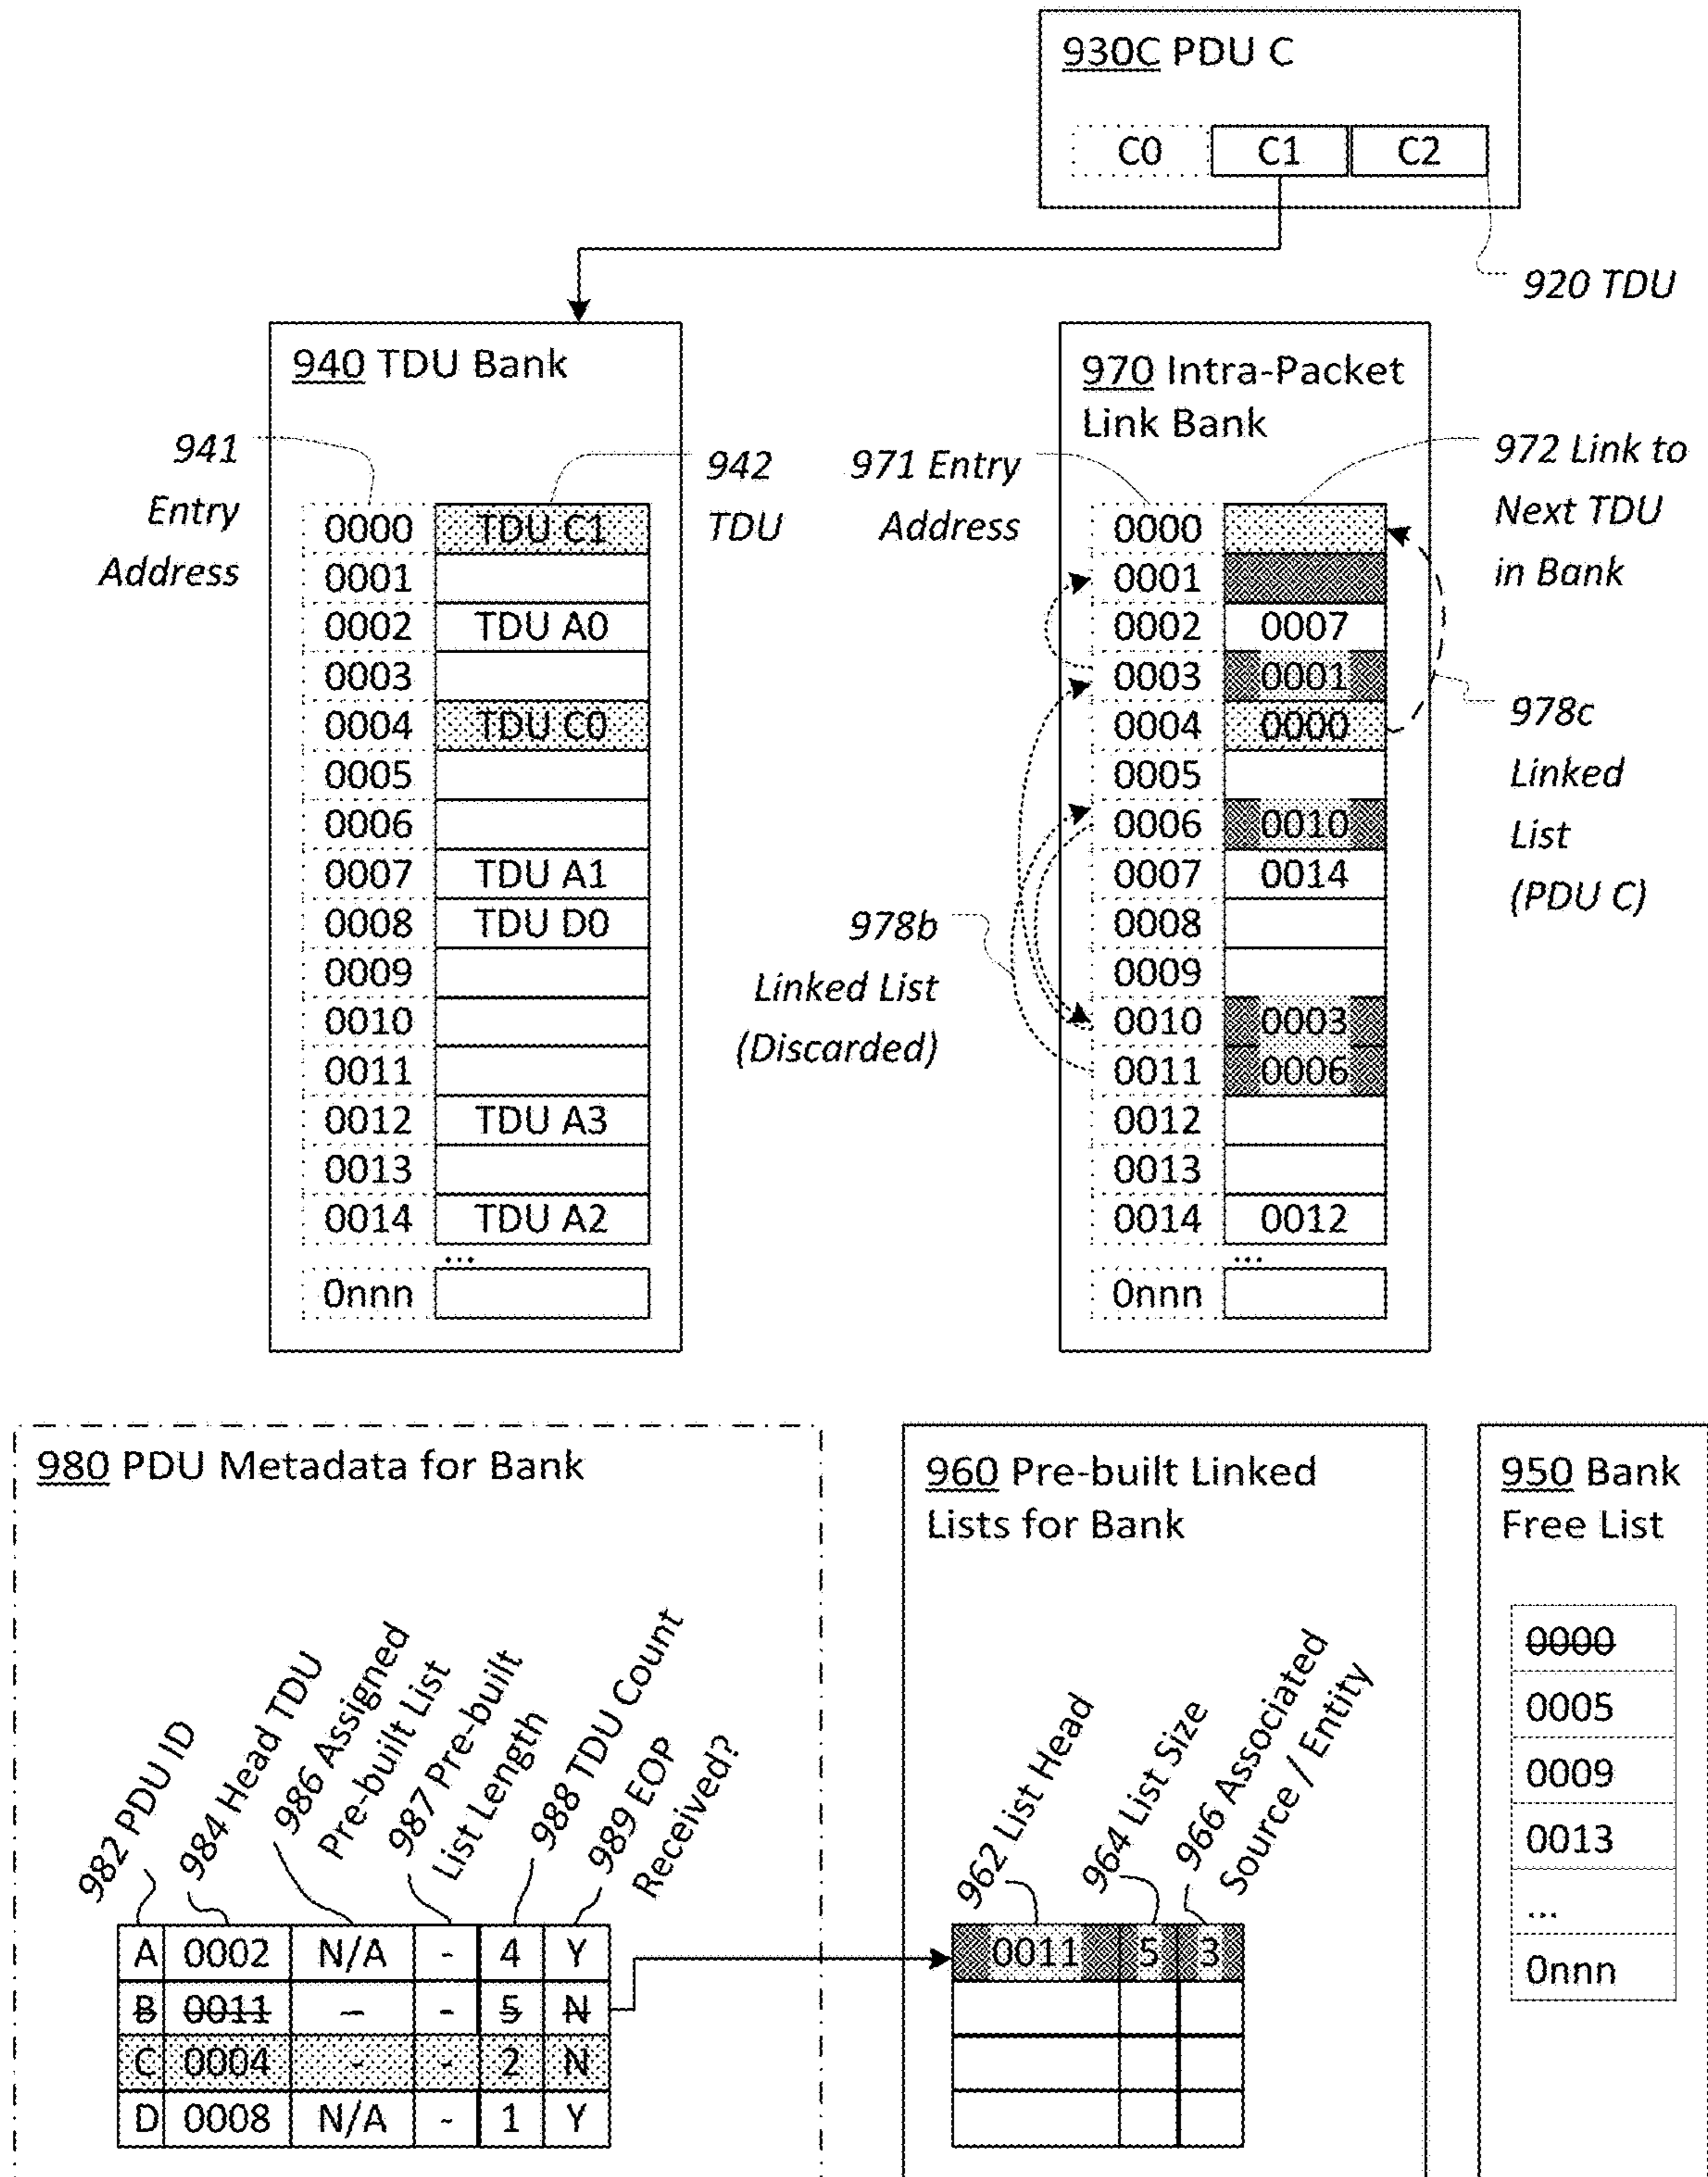 930C PDU C
C0 C1 C2
920 TDU
940 TDU Bank
941
Entry
Address
942
TDU
0000 TDU C1
0001
0002 TDU A0
0003
0004 TDU C0
0005
0006
0007 TDU A1
0008 TDU D0
0009
0010
0011
0012 TDU A3
0013
0014 TDU A2
...
0nnn
970 Intra-Packet
Link Bank
971 Entry
Address
972 Link to
Next TDU
in Bank
0000
0001
0002 0007
0003 0001
0004 0000
0005
0006 0010
0007 0014
0008
0009
0010 0003
0011 0006
0012
0013
0014 0012
...
0nnn
978b
Linked List
(Discarded)
978c
Linked
List
(PDU C)
980 PDU Metadata for Bank
982 PDU ID
984 Head TDU
986 Assigned
Pre-built List
987 Pre-built
List Length
988 TDU Count
989 EOP
Received?
A 0002 N/A - 4 Y
B 0011 - - 5 N
C 0004 - - 2 N
D 0008 N/A - 1 Y
960 Pre-built Linked
Lists for Bank
962 List Head
964 List Size
966 Associated
Source / Entity
0011 5 3
950 Bank
Free List
0000
0005
0009
0013
...
0nnn